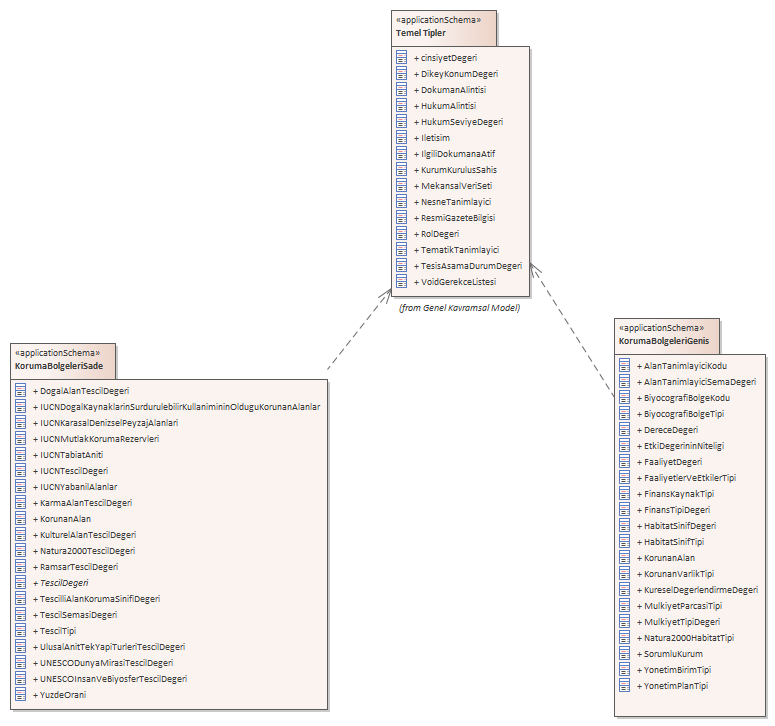 «applicationSchema»
Temel Tipler
+ cinsiyetDegeri
+ DikeyKonumDegeri
+ DokumanAlintisi
+ HukumAlintisi
+ HukumSeviyeDegeri
+ Iletisim
+ IlgiliDokumanaAtif
+ KurumKurulusSahis
+ MekansalVeriSeti
+ NesneTanimlayici
+ ResmiGazeteBilgisi
+ RolDegeri
+ TematikTanimlayici
+ TesisAsamaDurumDegeri
+ VoidGerekceListesi
(from Genel Kavramsal Model)
«applicationSchema»
KorumaBolgeleriSade
+ DogalAlanTescilDegeri
+ IUCNDogalKaynaklarinSurdurulebilirKullanimininOlduguKorunanAlanlar
+ IUCNKarasalDenizselPeyzajAlanlari
+ IUCNMutlakKorumaRezervleri
+ IUCNTabiatAniti
+ IUCNTescilDegeri
+ IUCNYabanilAlanlar
+ KarmaAlanTescilDegeri
+ KorunanAlan
+ KulturelAlanTescilDegeri
+ Natura2000TescilDegeri
+ RamsarTescilDegeri
+ TescilDegeri
+ TescilliAlanKorumaSinifiDegeri
+ TescilSemasiDegeri
+ TescilTipi
+ UlusalAnitTekYapiTurleriTescilDegeri
+ UNESCODunyaMirasiTescilDegeri
+ UNESCOInsanVeBiyosferTescilDegeri
+ YuzdeOrani
«applicationSchema»
KorumaBolgeleriGenis
+ AlanTanimlayiciKodu
+ AlanTanimlayiciSemaDegeri
+ BiyocografiBolgeKodu
+ BiyocografiBolgeTipi
+ DereceDegeri
+ EtkiDegerininNiteligi
+ FaaliyetDegeri
+ FaaliyetlerVeEtkilerTipi
+ FinansKaynakTipi
+ FinansTipiDegeri
+ HabitatSinifDegeri
+ HabitatSinifTipi
+ KorunanAlan
+ KorunanVarlikTipi
+ KureselDegerlendirmeDegeri
+ MulkiyetParcasiTipi
+ MulkiyetTipiDegeri
+ Natura2000HabitatTipi
+ SorumluKurum
+ YonetimBirimTipi
+ YonetimPlanTipi